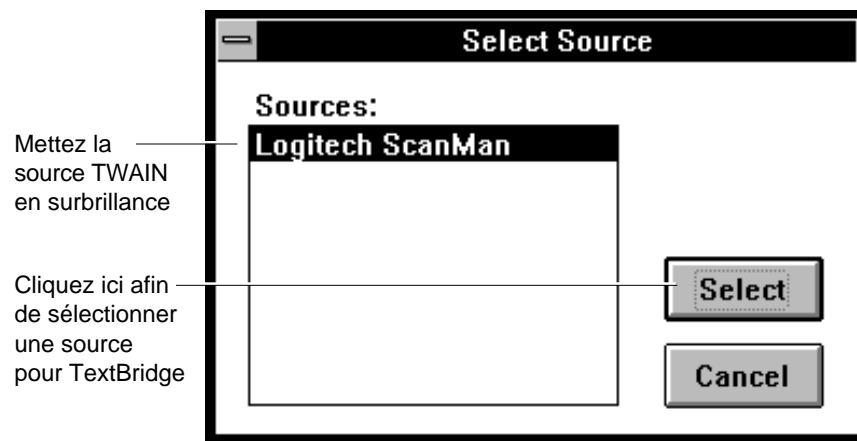 Select Source
Sources:
Logitech ScanMan
Mettez la
source TWAIN
en surbrillance
Cliquez ici afin
de sélectionner
une source
pour TextBridge
Select
Cancel